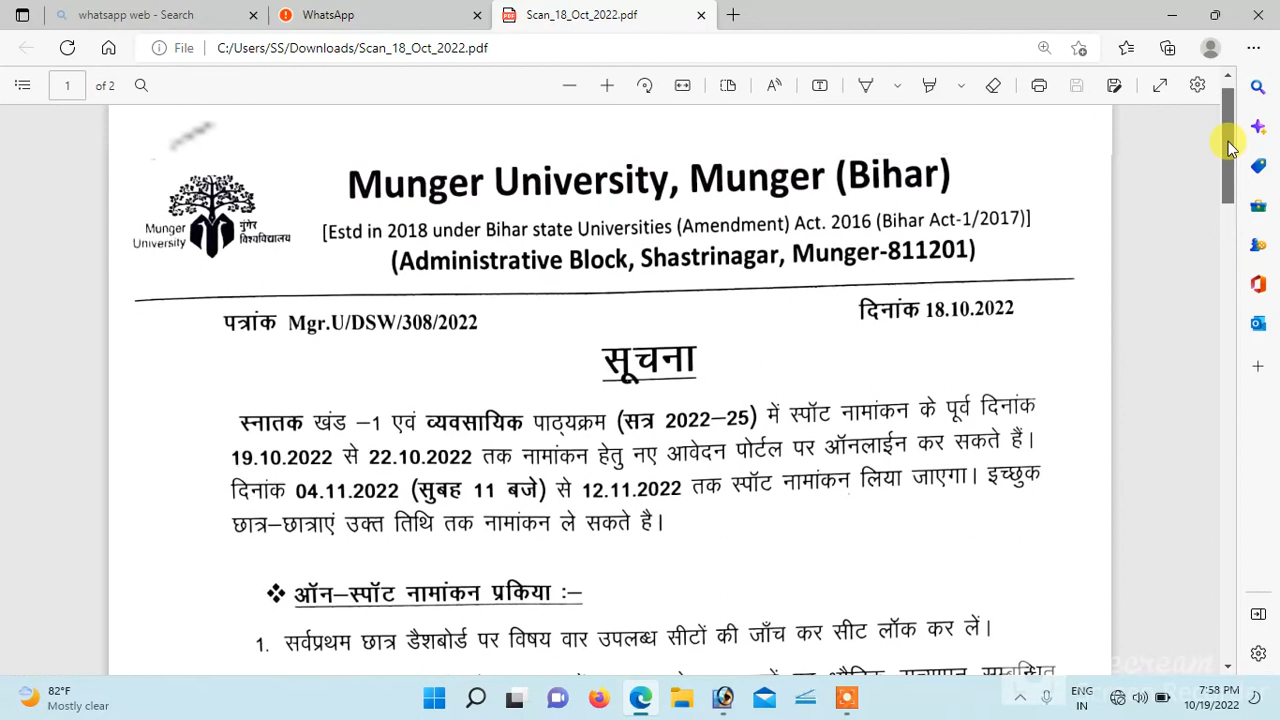 whatsapp web - Search
WhatsApp
Scan_18_Oct_2022.pdf
File
C:/Users/SS/Downloads/Scan_18_Oct_2022.pdf
1
of 2
Munger University, Munger (Bihar)
[Estd in 2018 under Bihar state Universities (Amendment) Act. 2016 (Bihar Act-1/2017)]
(Administrative Block, Shastrinagar, Munger-811201)
Munger
University
मुंगेर
विश्वविद्यालय
पत्रांक Mgr.U/DSW/308/2022
दिनांक 18.10.2022
सूचना
स्नातक खंड -1 एवं व्यवसायिक पाठ्यक्रम (सत्र 2022-25) में स्पॉट नामांकन के पूर्व दिनांक
19.10.2022 से 22.10.2022 तक नामांकन हेतु नए आवेदन पोर्टल पर ऑनलाईन कर सकते हैं।
दिनांक 04.11.2022 (सुबह 11 बजे) से 12.11.2022 तक स्पॉट नामांकन लिया जाएगा। इच्छुक
छात्र-छात्राएं उक्त तिथि तक नामांकन ले सकते है।
❖ ऑन-स्पॉट नामांकन प्रकिया :-
1. सर्वप्रथम छात्र डैशबोर्ड पर विषय वार उपलब्ध सीटों की जाँच कर सीट लॉक कर लें।
82°F
Mostly clear
ENG
IN
7:58 PM
10/19/2022